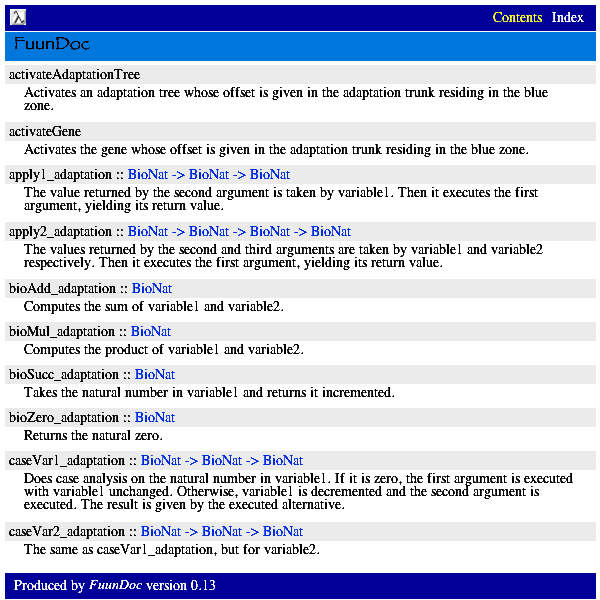 λ
Contents Index
FuunDoc
activateAdaptationTree
Activates an adaptation tree whose offset is given in the adaptation trunk residing in the blue
zone.
activateGene
Activates the gene whose offset is given in the adaptation trunk residing in the blue zone.
apply1_adaptation :: BioNat -> BioNat -> BioNat
The value returned by the second argument is taken by variable1. Then it executes the first
argument, yielding its return value.
apply2_adaptation :: BioNat -> BioNat -> BioNat -> BioNat
The values returned by the second and third arguments are taken by variable1 and variable2
respectively. Then it executes the first argument, yielding its return value.
bioAdd_adaptation :: BioNat
Computes the sum of variable1 and variable2.
bioMul_adaptation :: BioNat
Computes the product of variable1 and variable2.
bioSucc_adaptation :: BioNat
Takes the natural number in variable1 and returns it incremented.
bioZero_adaptation :: BioNat
Returns the natural zero.
caseVar1_adaptation :: BioNat -> BioNat -> BioNat
Does case analysis on the natural number in variable1. If it is zero, the first argument is executed
with variable1 unchanged. Otherwise, variable1 is decremented and the second argument is
executed. The result is given by the executed alternative.
caseVar2_adaptation :: BioNat -> BioNat -> BioNat
The same as caseVar1_adaptation, but for variable2.
Produced by FuunDoc version 0.13